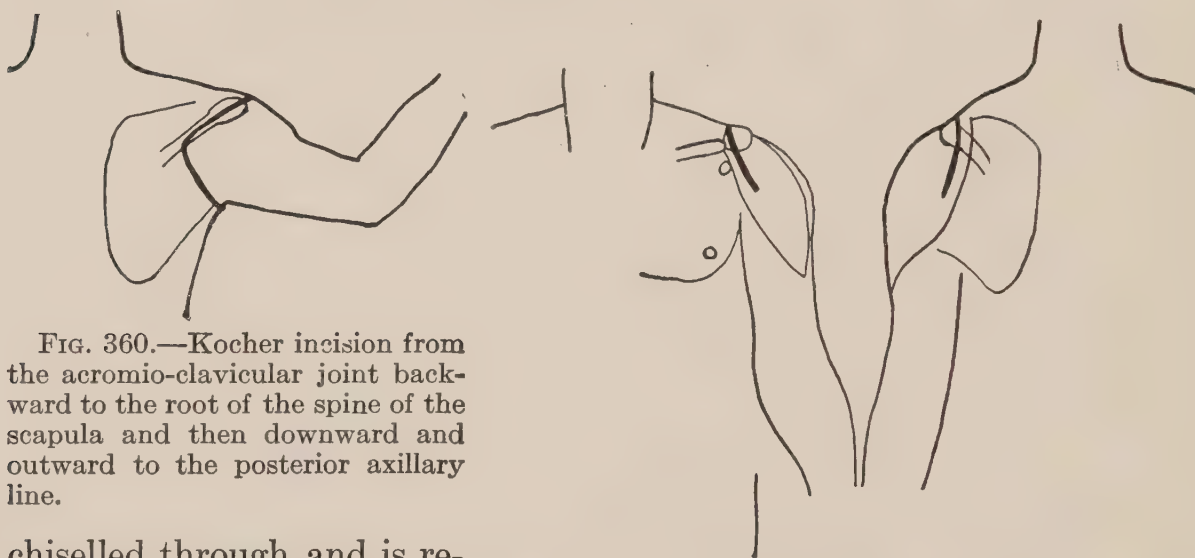 FIG. 360.—Kocher incision from
the acromio-clavicular joint back-
ward to the root of the spine of the
scapula and then downward and
outward to the posterior axillary
line.
chiselled through and is re-